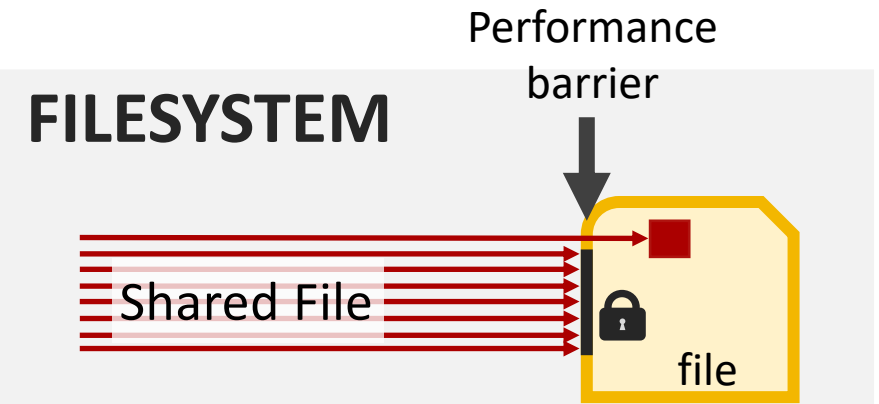 Performance
barrier
FILESYSTEM
Shared File
file